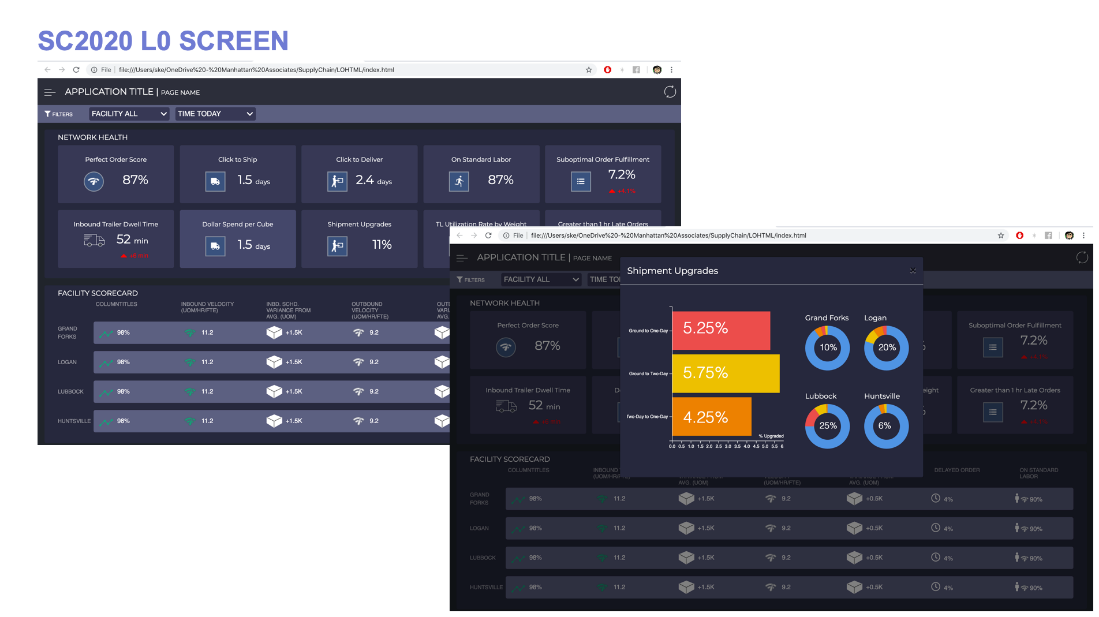 SC2020 L0 SCREEN
File file:///Users/ske/OneDrive%20-%20Manhattan%20Associates/SupplyChain/LOHTML/index.html
APPLICATION TITLE | PAGE NAME
FILTERS FACILITY ALL TIME TODAY
NETWORK HEALTH
Perfect Order Score
87%
Click to Ship
1.5 days
Click to Deliver
2.4 days
On Standard Labor
87%
Suboptimal Order Fulfillment
7.2%
Inbound Trailer Dwell Time
52 min
Dollar Spend per Cube
1.5 days
Shipment Upgrades
11%
TL Utilization Rate by Weight
Greater than 1 hr Late Orders
FACILITY SCORECARD
COLUMNTITLES
INBOUND VELOCITY
(UOM/HR/FTE)
INBO. SCHD.
VARIANCE FROM
AVG. (UOM)
OUTBOUND
VELOCITY
(UOM/HR/FTE)
GRAND
FORKS
98% 11.2 +1.5K 9.2
LOGAN 98% 11.2 +1.5K 9.2
LUBBOCK 98% 11.2 +1.5K 9.2
HUNTSVILLE 98% 11.2 +1.5K 9.2
File file:///Users/ske/OneDrive%20-%20Manhattan%20Associates/SupplyChain/LOHTML/index.html
APPLICATION TITLE | PAGE NAME
FILTERS FACILITY ALL TIME TO
NETWORK HEALTH
Perfect Order Score
87%
Suboptimal Order Fulfillment
7.2%
Inbound Trailer Dwell Time
52 min
Greater than 1 hr Late Orders
7.2%
Shipment Upgrades
Ground to One-Day
5.25%
Ground to Two-Day
5.75%
Two-Day to One-Day
4.25%
% Upgraded
0.0 0.5 1.0 1.5 2.0 2.5 3.0 3.5 4.0 4.5 5.0 5.5 6
Grand Forks
10%
Logan
20%
Lubbock
25%
Huntsville
6%
FACILITY SCORECARD
COLUMNTITLES
DELAYED ORDER
ON STANDARD
LABOR
AVG. (UOM)
(UOM/HR/FTE)
AVG. (UOM)
GRAND
FORKS
98% 11.2 +1.5K 9.2 +0.5K 4% 90%
LOGAN 98% 11.2 +1.5K 9.2 +0.5K 4% 90%
LUBBOCK 98% 11.2 +1.5K 9.2 +0.5K 4% 90%
HUNTSVILLE 98% 11.2 +1.5K 9.2 +0.5K 4% 90%